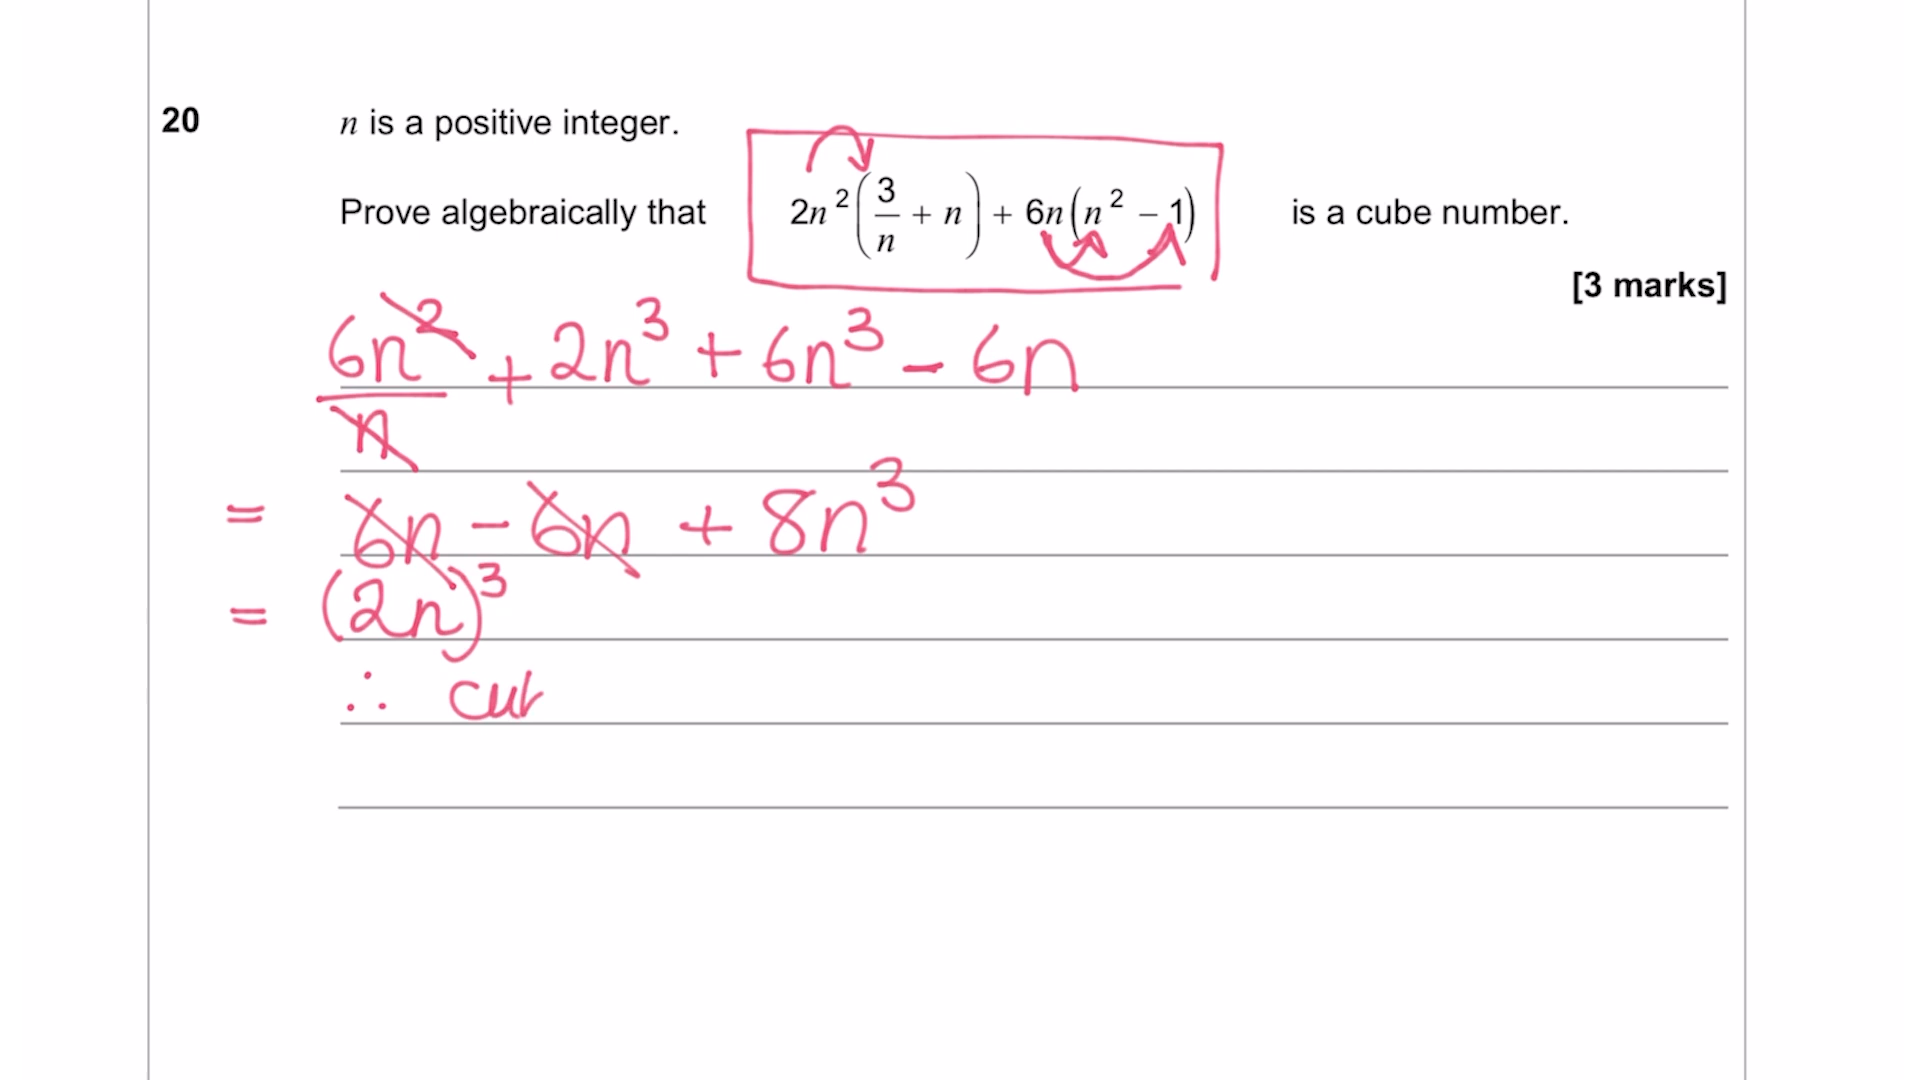 20 n is a positive integer.
Prove algebraically that 2n²(3/n + n) + 6n(n² − 1) is a cube number.
[3 marks]
6n²/n + 2n³ + 6n³ − 6n
= 6n − 6n + 8n³
= (2n)³
∴ cub